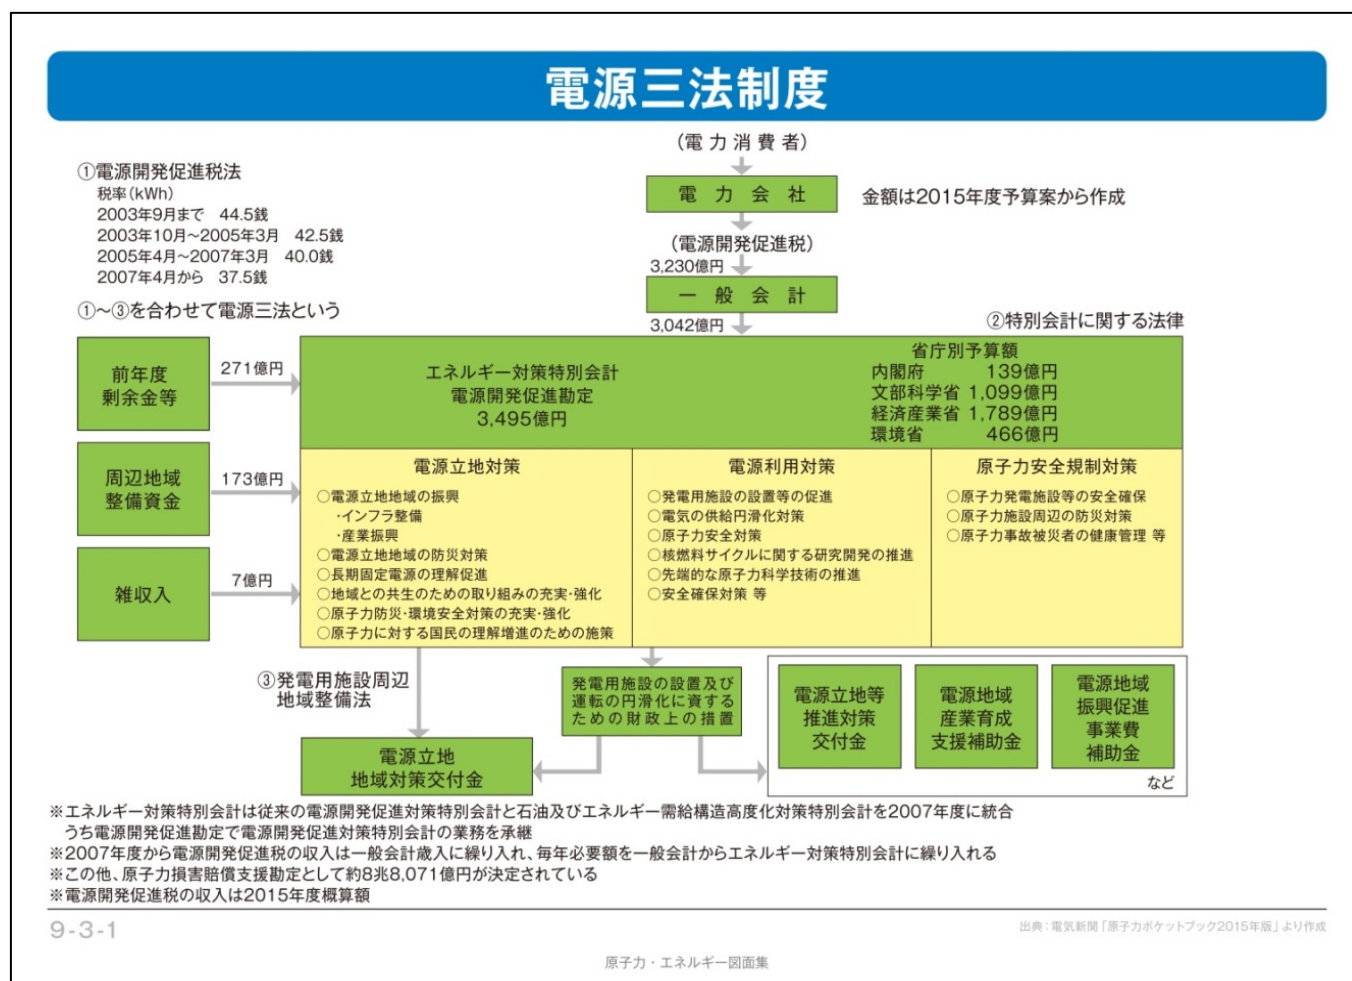 電源三法制度
(電力消費者)
①電源開発促進税法
税率(kWh)
2003年9月まで 44.5銭
2003年10月～2005年3月 42.5銭
2005年4月～2007年3月 40.0銭
2007年4月から 37.5銭
①～③を合わせて電源三法という
電力会社
金額は2015年度予算案から作成
(電源開発促進税)
3,230億円
一般会計
3,042億円
②特別会計に関する法律
前年度
剰余金等
271億円
周辺地域
整備資金
173億円
雑収入
7億円
エネルギー対策特別会計
電源開発促進勘定
3,495億円
省庁別予算額
内閣府 139億円
文部科学省 1,099億円
経済産業省 1,789億円
環境省 466億円
電源立地対策
○電源立地地域の振興
・インフラ整備
・産業振興
○電源立地地域の防災対策
○長期固定電源の理解促進
○地域との共生のための取り組みの充実・強化
○原子力防災・環境安全対策の充実・強化
○原子力に対する国民の理解増進のための施策
電源利用対策
○発電用施設の設置等の促進
○電気の供給円滑化対策
○原子力安全対策
○核燃料サイクルに関する研究開発の推進
○先端的な原子力科学技術の推進
○安全確保対策 等
原子力安全規制対策
○原子力発電施設等の安全確保
○原子力施設周辺の防災対策
○原子力事故被災者の健康管理 等
③発電用施設周辺
地域整備法
発電用施設の設置及び
運転の円滑化に資する
ための財政上の措置
電源立地
地域対策交付金
電源立地等
推進対策
交付金
電源地域
産業育成
支援補助金
電源地域
振興促進
事業費
補助金
など
※エネルギー対策特別会計は従来の電源開発促進対策特別会計と石油及びエネルギー需給構造高度化対策特別会計を2007年度に統合
うち電源開発促進勘定で電源開発促進対策特別会計の業務を承継
※2007年度から電源開発促進税の収入は一般会計歳入に繰り入れ、毎年必要額を一般会計からエネルギー対策特別会計に繰り入れる
※この他、原子力損害賠償支援勘定として約8兆8,071億円が決定されている
※電源開発促進税の収入は2015年度概算額
9-3-1
出典：電気新聞「原子力ポケットブック2015年版」より作成
原子力・エネルギー図面集